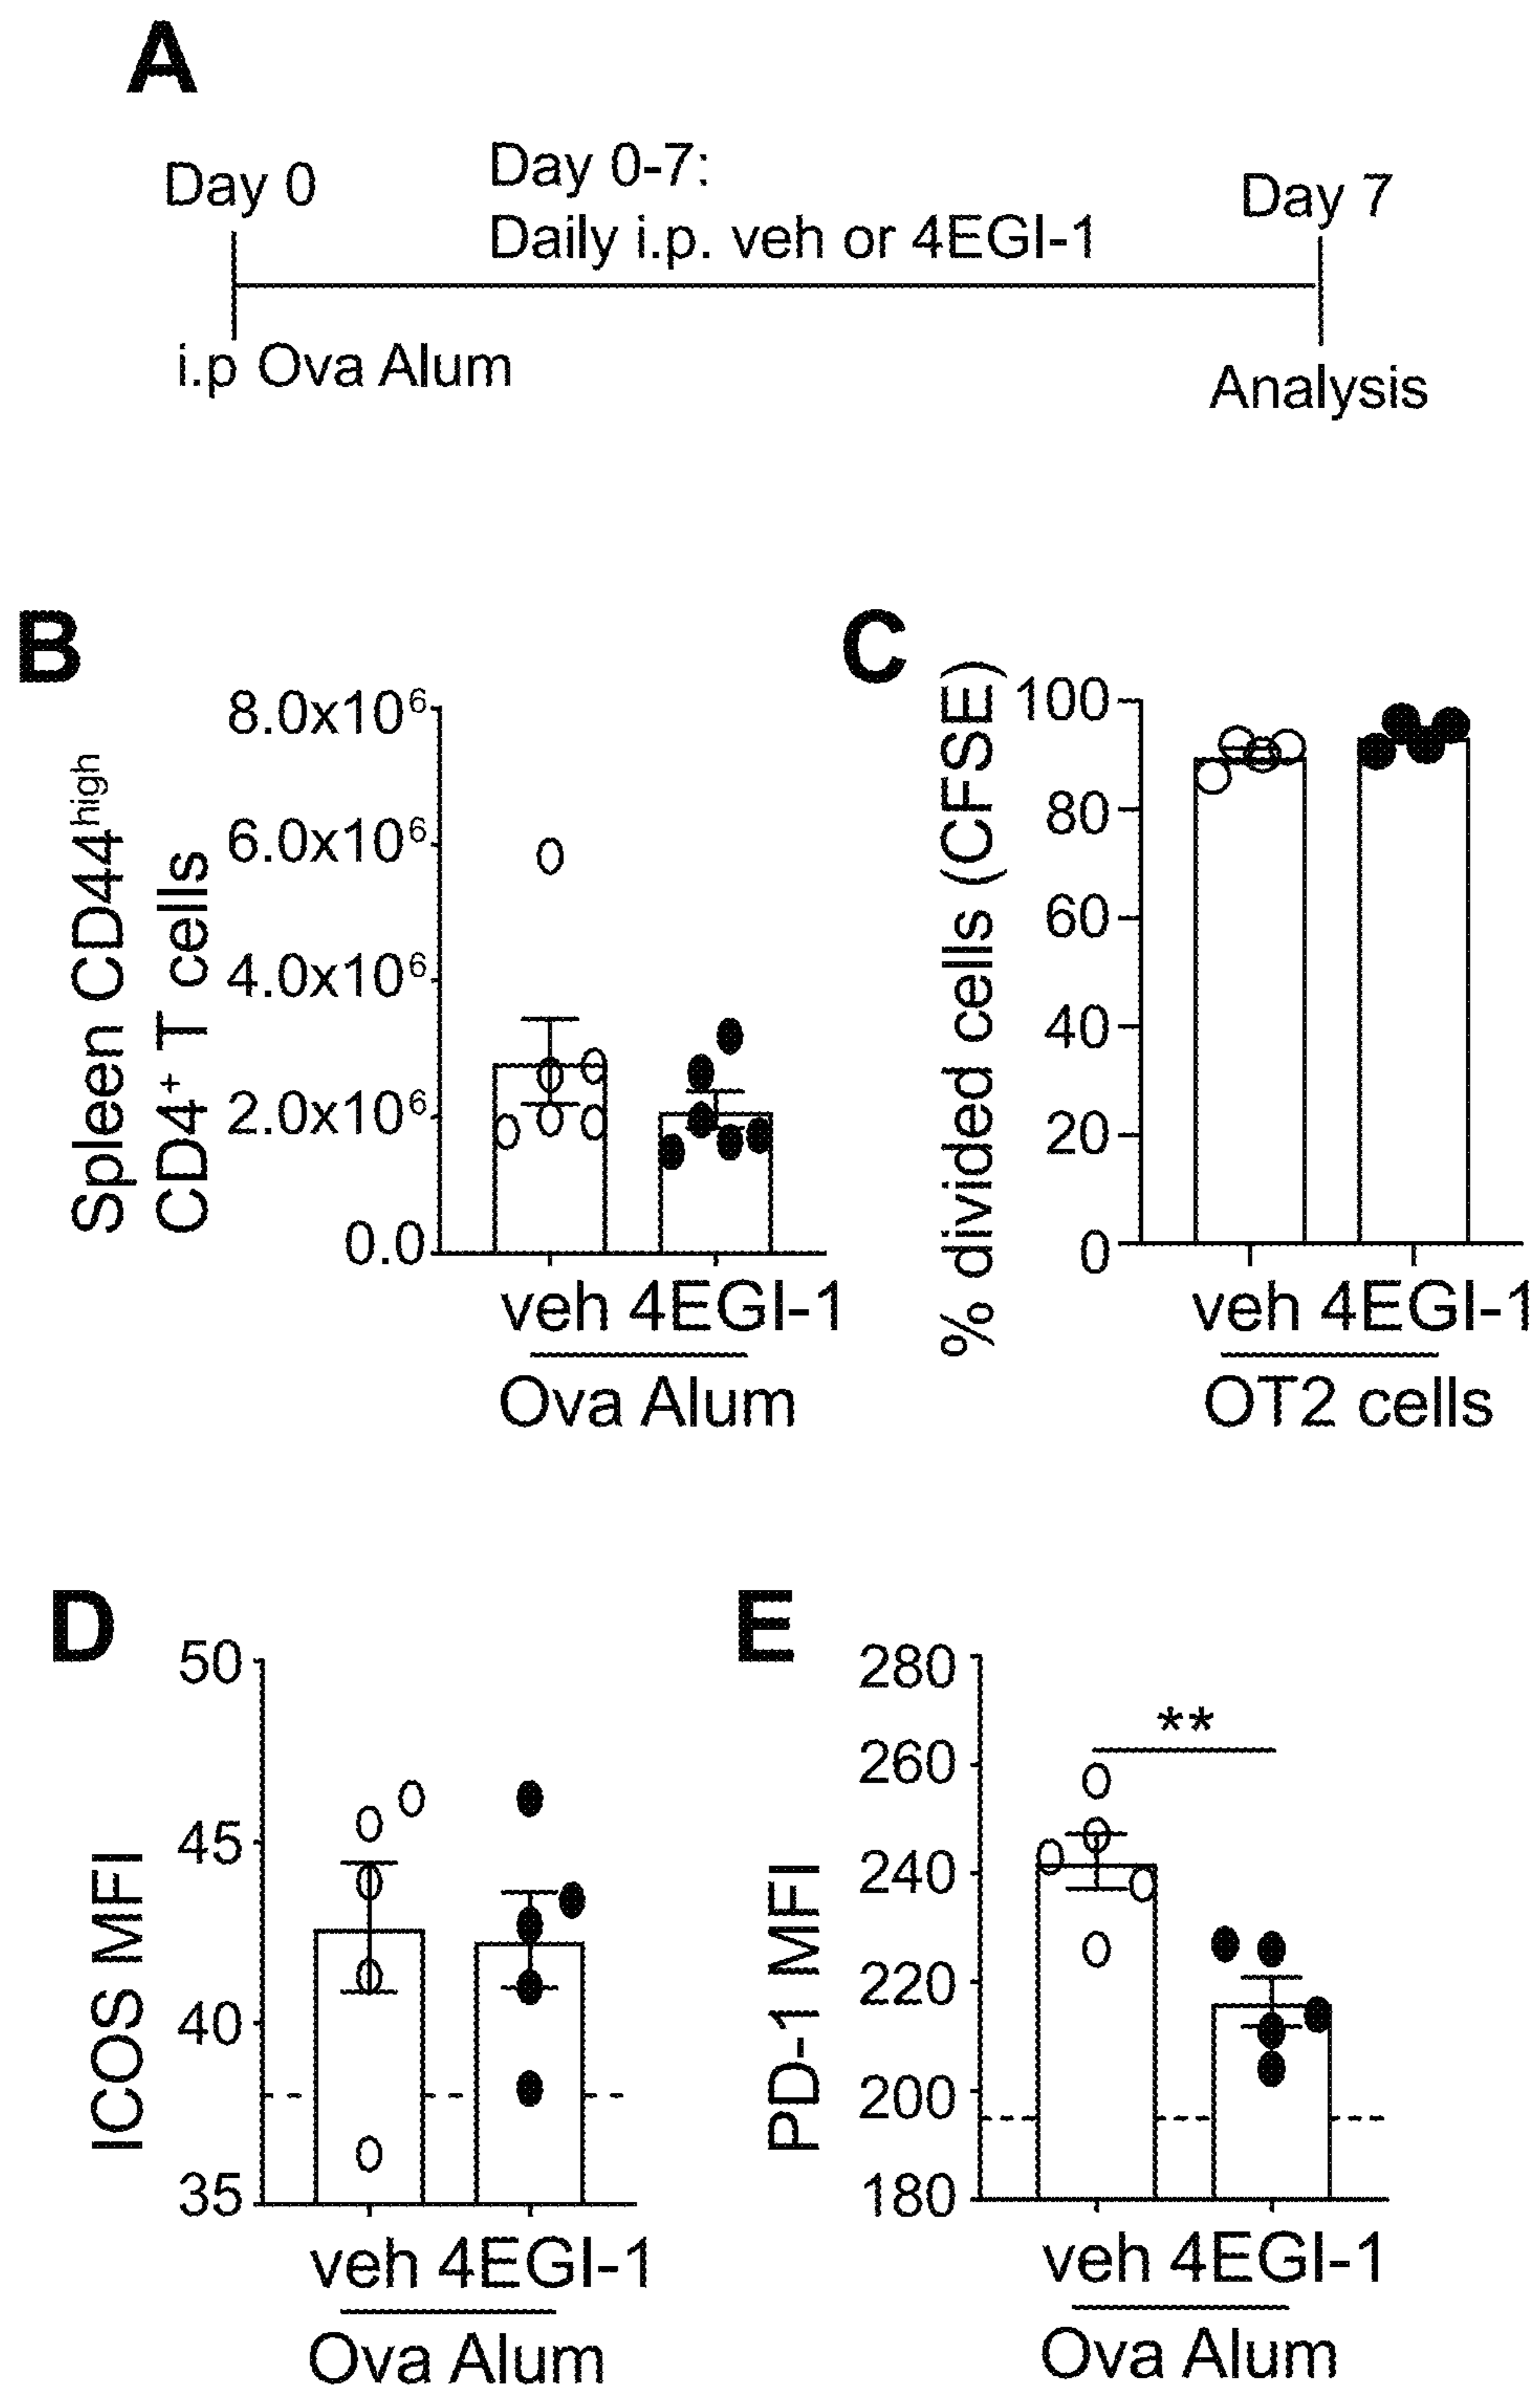 A
Day 0
Day 0-7:
Daily i.p. veh or 4EGI-1
Day 7
i.p Ova Alum
Analysis
B
Spleen CD44high
CD4+ T cells
8.0x10⁶
6.0x10⁶
4.0x10⁶
2.0x10⁶
0.0
veh 4EGI-1
Ova Alum
C
% divided cells (CFSE)
100
80
60
40
20
0
veh 4EGI-1
OT2 cells
D
ICOS MFI
50
45
40
35
veh 4EGI-1
Ova Alum
E
PD-1 MFI
280
260
240
220
200
180
**
veh 4EGI-1
Ova Alum